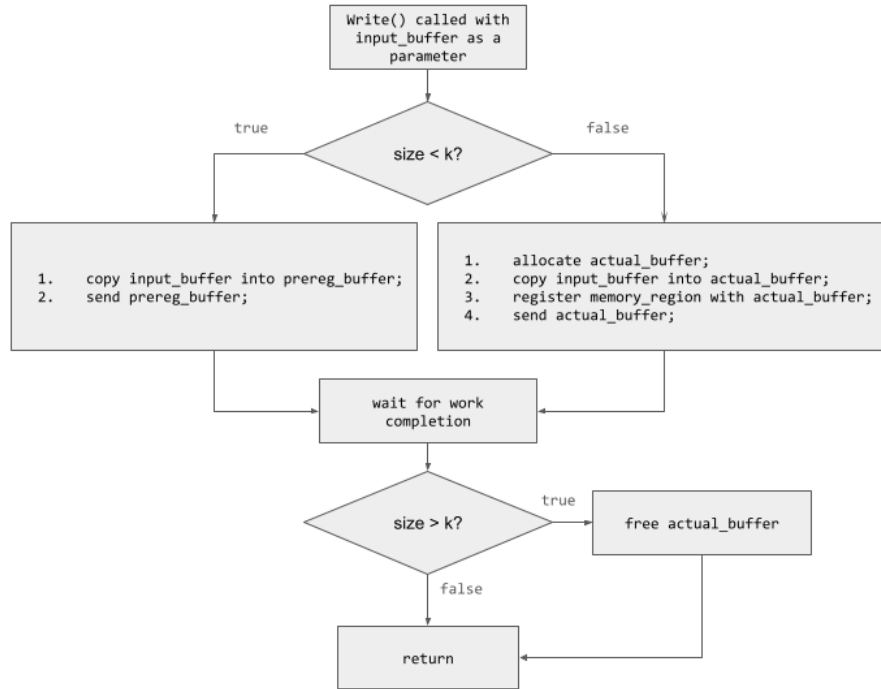 Write() called with
input_buffer as a
parameter
true
false
size < k?
1. copy input_buffer into prereg_buffer;
2. send prereg_buffer;
1. allocate actual_buffer;
2. copy input_buffer into actual_buffer;
3. register memory_region with actual_buffer;
4. send actual_buffer;
wait for work
completion
size > k?
true
free actual_buffer
false
return